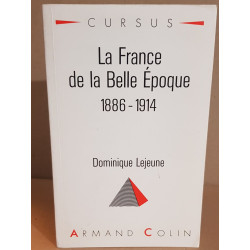 CURSUS
La France
de la Belle Époque
1886-1914
Dominique Lejeune
ARMAND COLIN